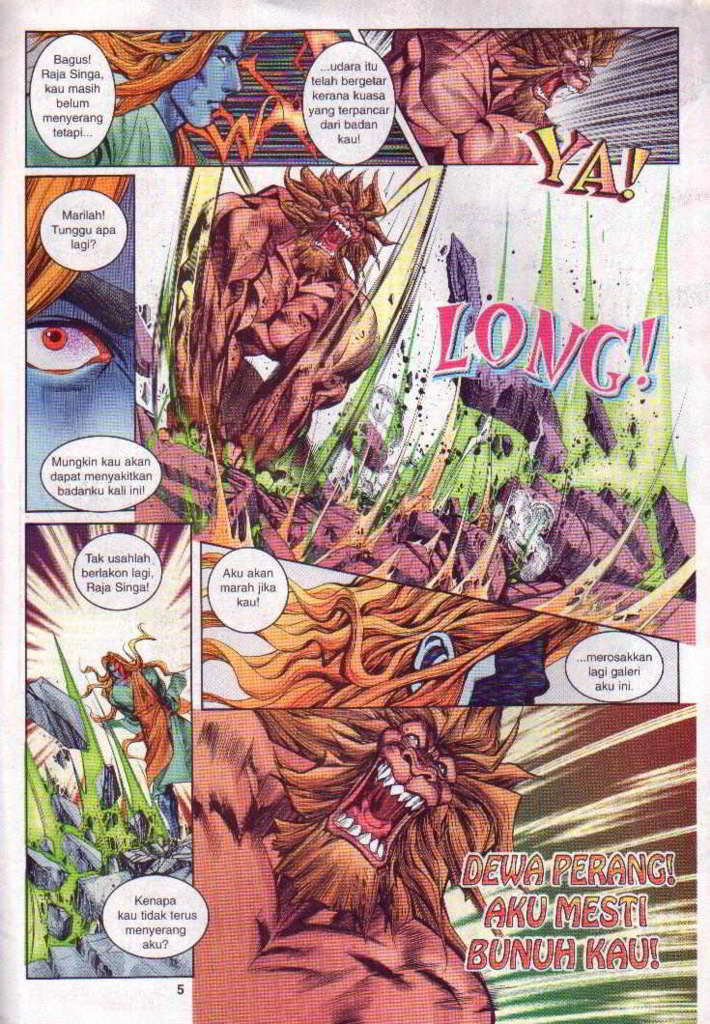 Bagus!
Raja Singa,
kau masih
belum
menyerang
tetapi...
...udara itu
telah bergetar
kerana kuasa
yang terpancar
dari badan
kau!
YA!
Marilah!
Tunggu apa
lagi?
LONG!
Mungkin kau akan
dapat menyakitkan
badanku kali ini!
Tak usahlah
berlakon lagi,
Raja Singa!
Aku akan
marah jika
kau!
...merosakkan
lagi galeri
aku ini.
Kenapa
kau tidak terus
menyerang
aku?
DEWA PERANG!
AKU MESTI
BUNUH KAU!
5